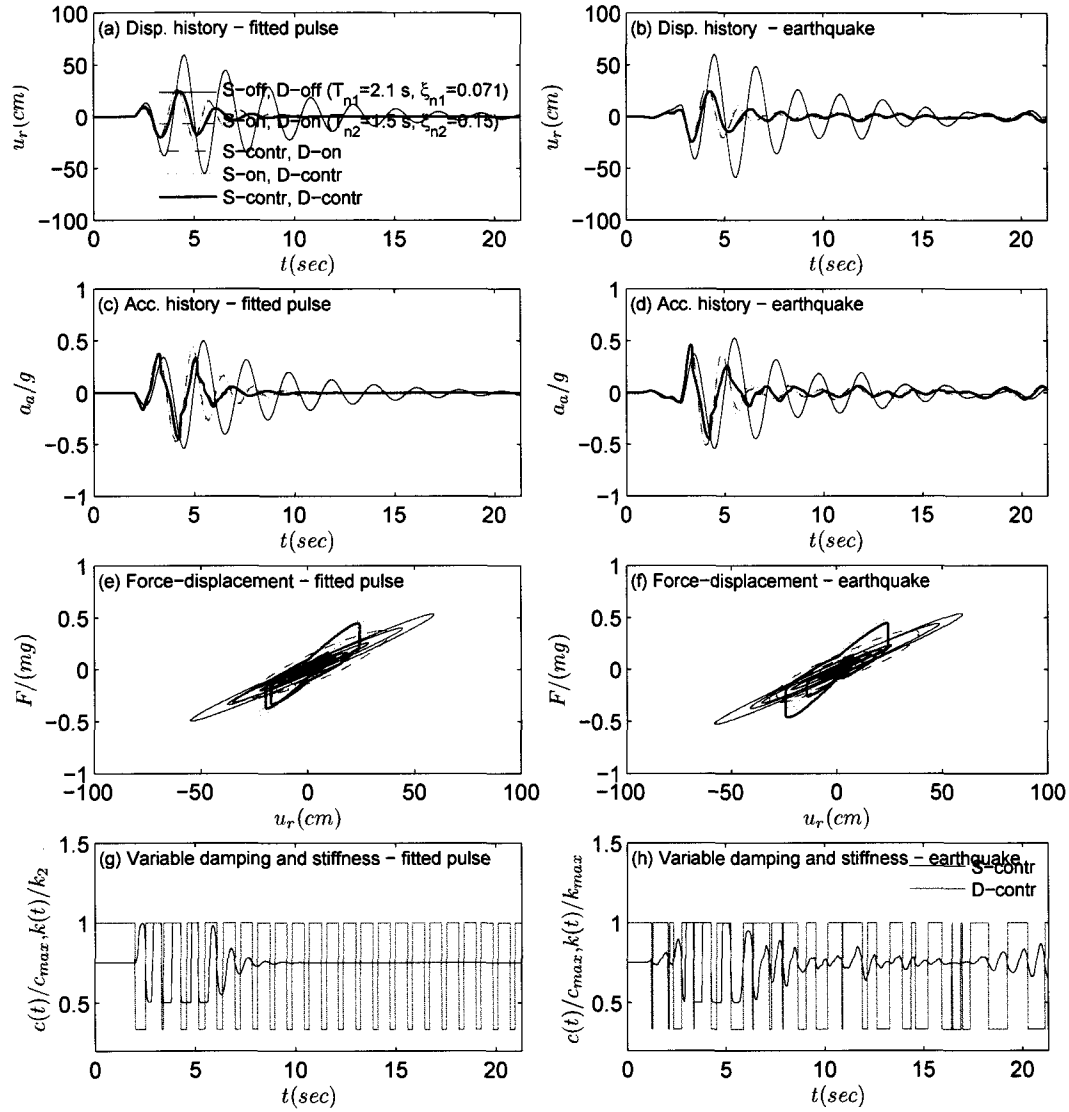 (a) Disp. history − fitted pulse
100
50
0
−50
−100
u_r(cm)
S−off, D−off (T_n1=2.1 s, ξ_n1=0.071)
S−on, D−on (T_n2=1.5 s, ξ_n2=0.15)
S−contr, D−on
S−on, D−contr
S−contr, D−contr
0 5 10 15 20
t(sec)
(b) Disp. history − earthquake
100
50
0
−50
−100
u_r(cm)
0 5 10 15 20
t(sec)
(c) Acc. history − fitted pulse
1
0.5
0
−0.5
−1
a_a/g
0 5 10 15 20
t(sec)
(d) Acc. history − earthquake
1
0.5
0
−0.5
−1
a_a/g
0 5 10 15 20
t(sec)
(e) Force−displacement − fitted pulse
1
0.5
0
−0.5
−1
F/(mg)
−100 −50 0 50 100
u_r(cm)
(f) Force−displacement − earthquake
1
0.5
0
−0.5
−1
F/(mg)
−100 −50 0 50 100
u_r(cm)
(g) Variable damping and stiffness − fitted pulse
1.5
1
0.5
c(t)/c_max,k(t)/k_2
0 5 10 15 20
t(sec)
(h) Variable damping and stiffness − earthquake
S−contr
D−contr
1.5
1
0.5
c(t)/c_max,k(t)/k_max
0 5 10 15 20
t(sec)